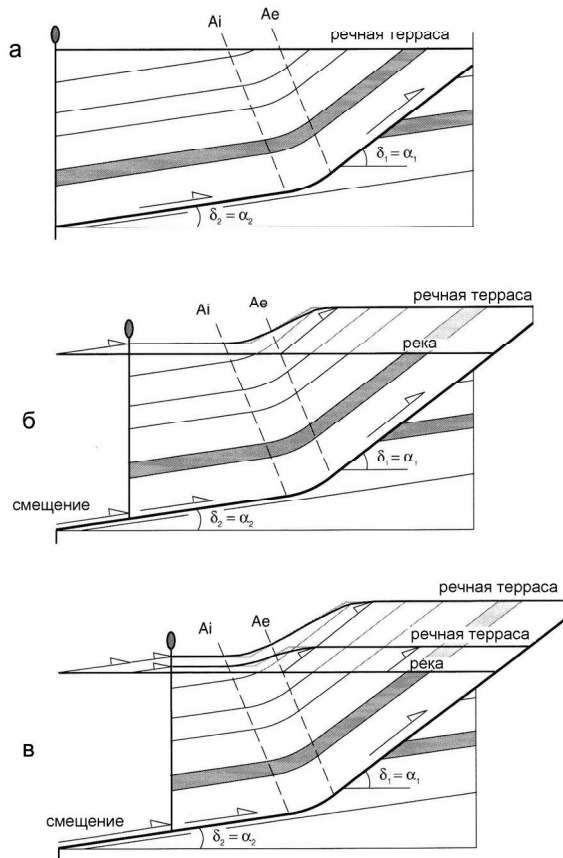 Ai
Ae
речная терраса
а
δ₁ = α₁
δ₂ = α₂
речная терраса
Ai
Ae
река
б
δ₁ = α₁
смещение
δ₂ = α₂
речная терраса
Ai
Ae
речная терраса
река
в
δ₁ = α₁
смещение
δ₂ = α₂